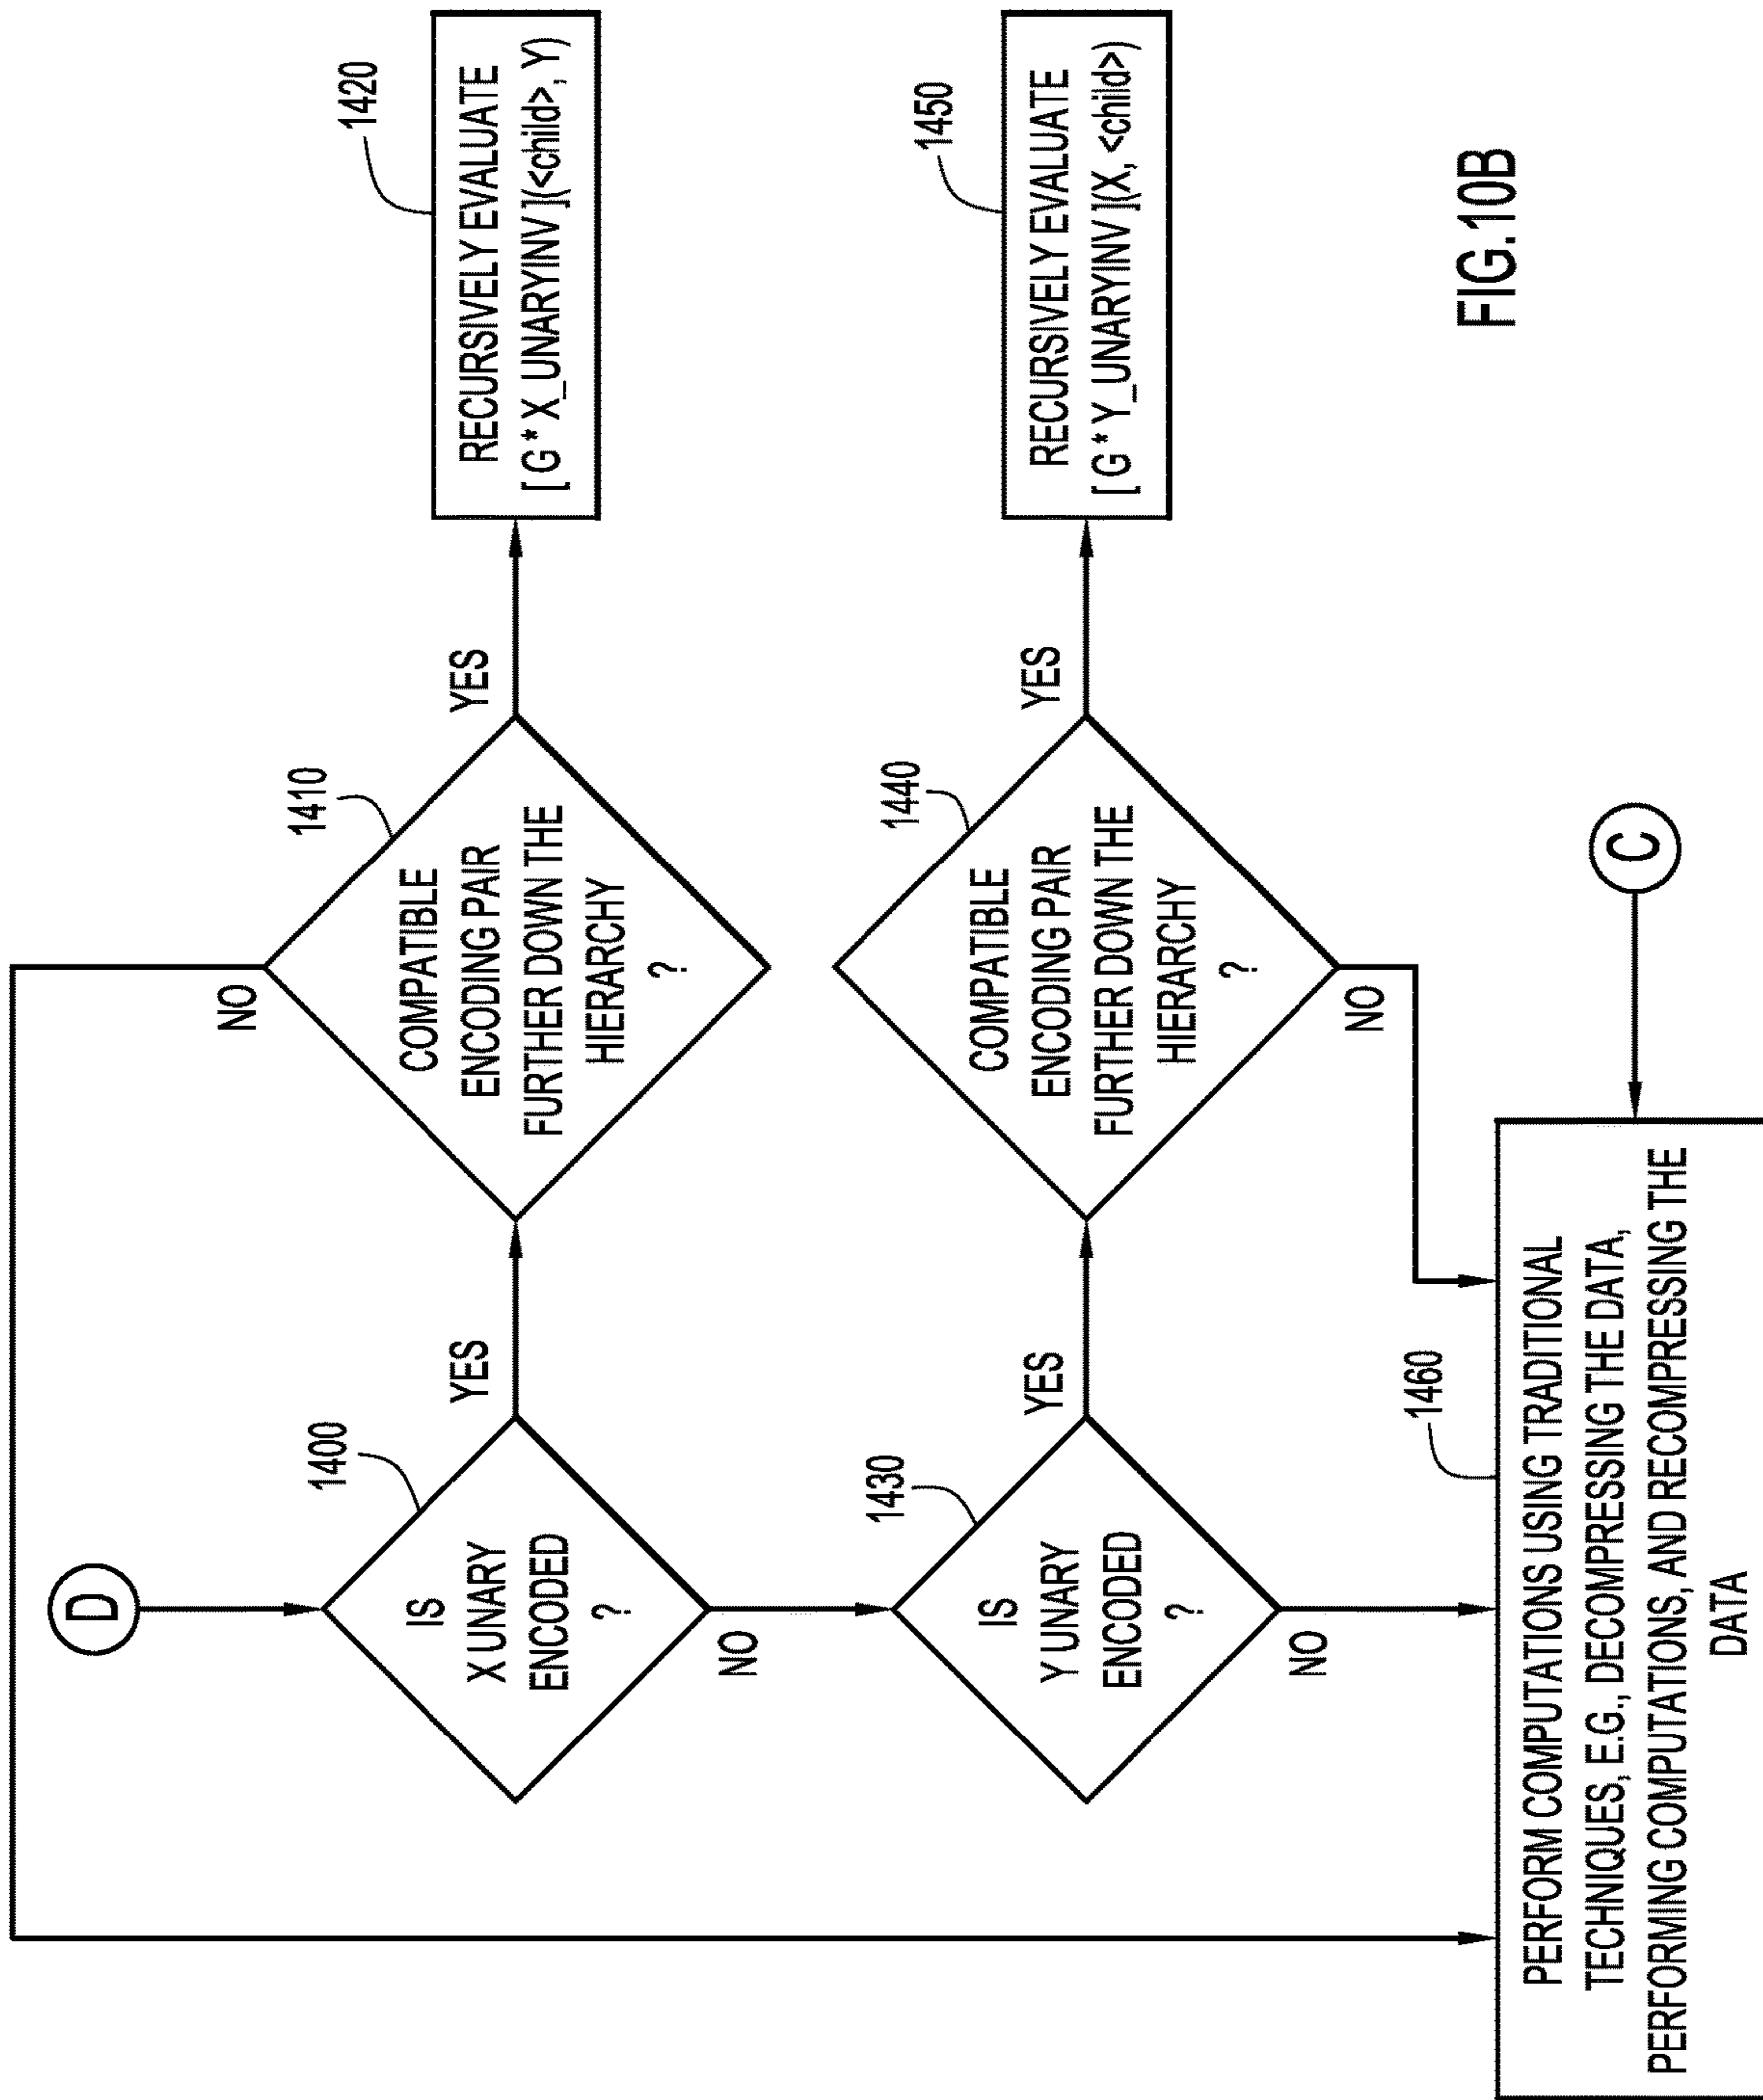 D
1400
IS
X UNARY
ENCODED
?
YES
NO
1410
COMPATIBLE
ENCODING PAIR
FURTHER DOWN THE
HIERARCHY
?
NO
YES
1420
RECURSIVELY EVALUATE
[ G * X_UNARYINV ](<child>, Y)
1430
IS
Y UNARY
ENCODED
?
YES
NO
1440
COMPATIBLE
ENCODING PAIR
FURTHER DOWN THE
HIERARCHY
?
YES
NO
1450
RECURSIVELY EVALUATE
[ G * Y_UNARYINV ](X, <child>)
1460
PERFORM COMPUTATIONS USING TRADITIONAL
TECHNIQUES, E.G., DECOMPRESSING THE DATA,
PERFORMING COMPUTATIONS, AND RECOMPRESSING THE
DATA
C
FIG.10B